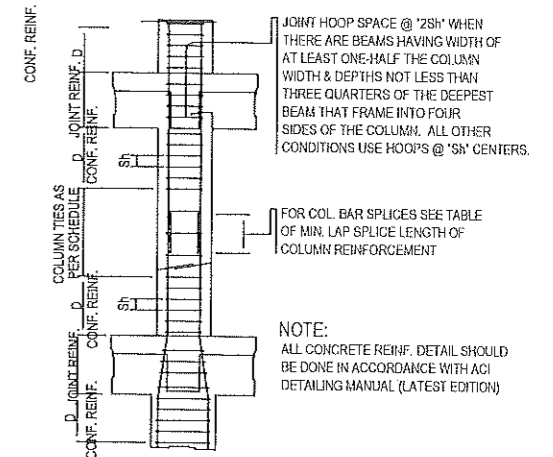 JOINT HOOP SPACE @ "2Sh" WHEN
THERE ARE BEAMS HAVING WIDTH OF
AT LEAST ONE-HALF THE COLUMN
WIDTH & DEPTHS NOT LESS THAN
THREE QUARTERS OF THE DEEPEST
BEAM THAT FRAME INTO FOUR
SIDES OF THE COLUMN. ALL OTHER
CONDITIONS USE HOOPS @ "Sh" CENTERS.
FOR COL. BAR SPLICES SEE TABLE
OF MIN. LAP SPLICE LENGTH OF
COLUMN REINFORCEMENT
NOTE:
ALL CONCRETE REINF. DETAIL SHOULD
BE DONE IN ACCORDANCE WITH ACI
DETAILING MANUAL (LATEST EDITION)
CONF. REINF.
D
JOINT REINF.
D
CONF. REINF.
Sh
COLUMN TIES AS
PER SCHEDULE
D
CONF. REINF.
Sh
JOINT REINF.
D
CONF. REINF.